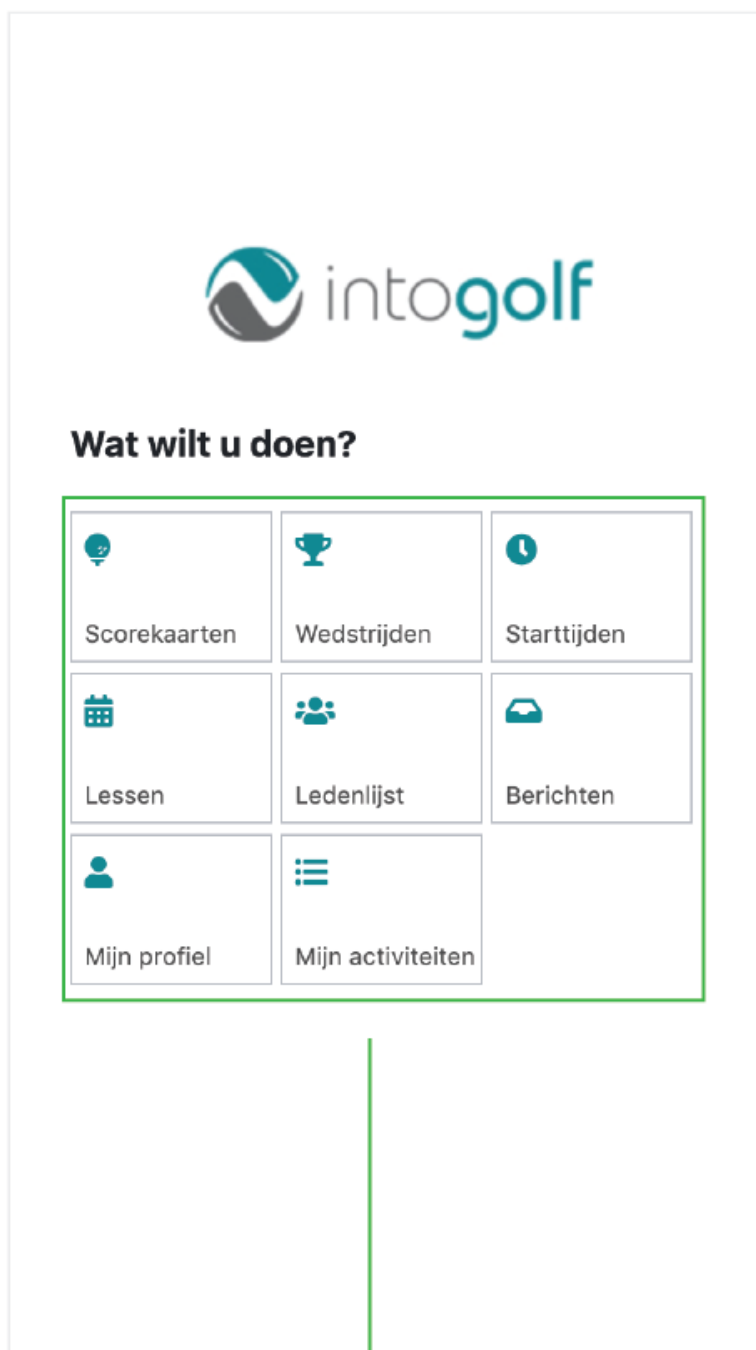 intogolf
Wat wilt u doen?
Scorekaarten Wedstrijden Starttijden
Lessen Ledenlijst Berichten
Mijn profiel Mijn activiteiten